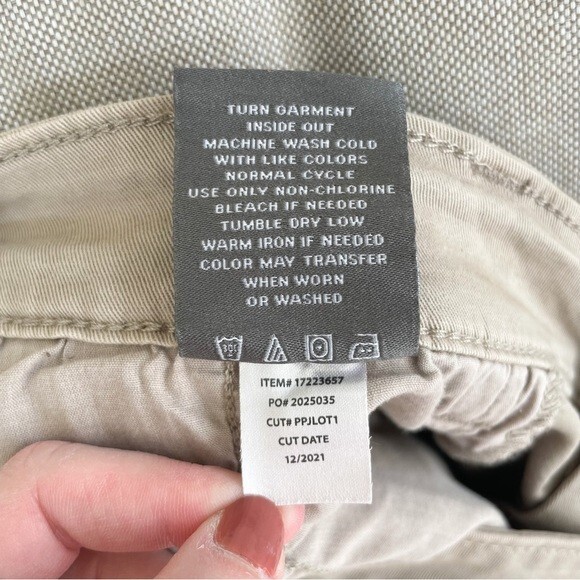 TURN GARMENT
INSIDE OUT
MACHINE WASH COLD
WITH LIKE COLORS
NORMAL CYCLE
USE ONLY NON-CHLORINE
BLEACH IF NEEDED
TUMBLE DRY LOW
WARM IRON IF NEEDED
COLOR MAY TRANSFER
WHEN WORN
OR WASHED
30C
ITEM# 17223657
PO# 2025035
CUT# PPJLOT1
CUT DATE
12/2021